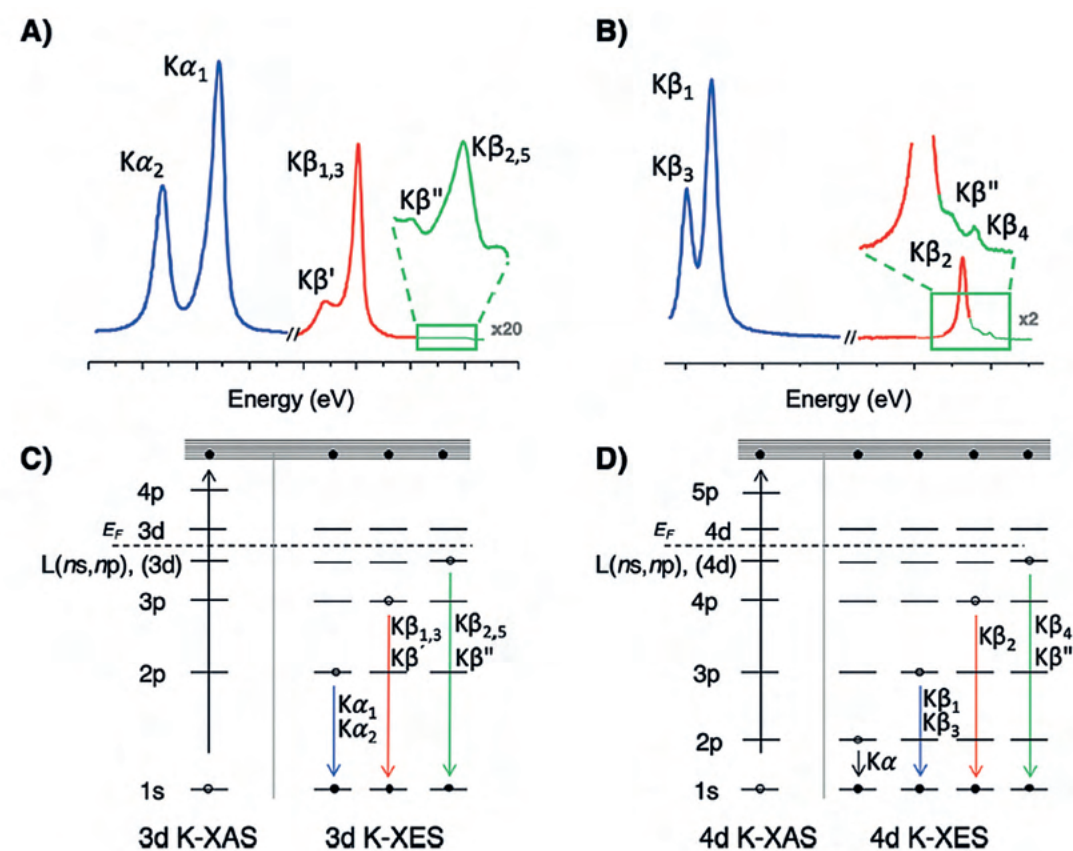 A)
Kα₁
Kα₂
Kβ₁,₃
Kβ'
Kβ"
Kβ₂,₅
x20
Energy (eV)
B)
Kβ₁
Kβ₃
Kβ"
Kβ₄
Kβ₂
x2
Energy (eV)
C)
4p
E_F 3d
L(ns,np), (3d)
3p
2p
1s
Kα₁
Kα₂
Kβ₁,₃
Kβ´
Kβ₂,₅
Kβ"
3d K-XAS 3d K-XES
D)
5p
E_F 4d
L(ns,np), (4d)
4p
3p
2p
1s
Kα
Kβ₁
Kβ₃
Kβ₂
Kβ₄
Kβ"
4d K-XAS 4d K-XES